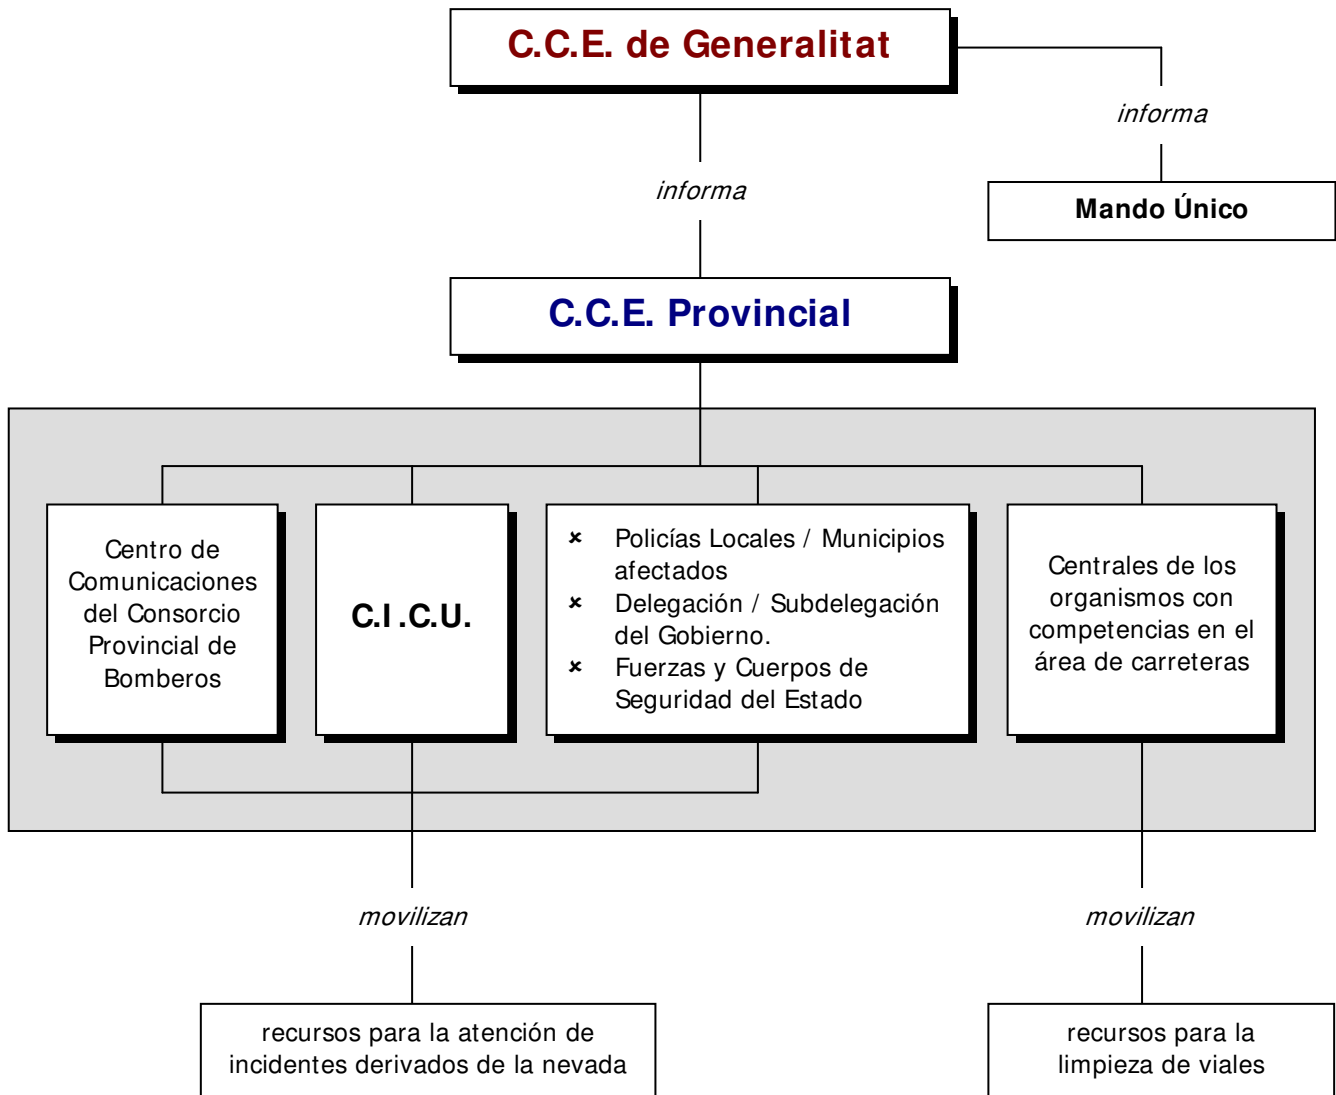 C.C.E. de Generalitat
informa
Mando Único
informa
C.C.E. Provincial
Centro de
Comunicaciones
del Consorcio
Provincial de
Bomberos
C.I.C.U.
× Policías Locales / Municipios
afectados
× Delegación / Subdelegación
del Gobierno.
× Fuerzas y Cuerpos de
Seguridad del Estado
Centrales de los
organismos con
competencias en el
área de carreteras
movilizan
movilizan
recursos para la atención de
incidentes derivados de la nevada
recursos para la
limpieza de viales